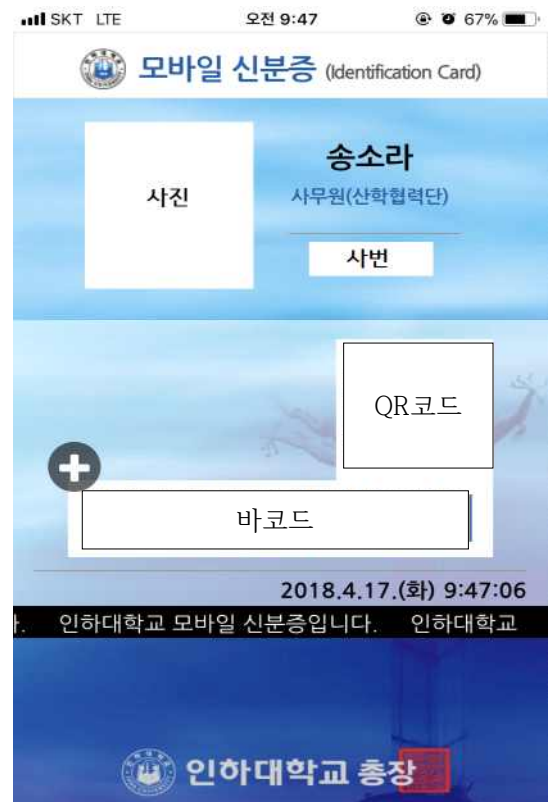 SKT LTE 오전 9:47 67%
모바일 신분증 (Identification Card)
송소라
사진
사무원(산학협력단)
사번
QR코드
바코드
2018.4.17.(화) 9:47:06
. 인하대학교 모바일 신분증입니다. 인하대학교
인하대학교 총장